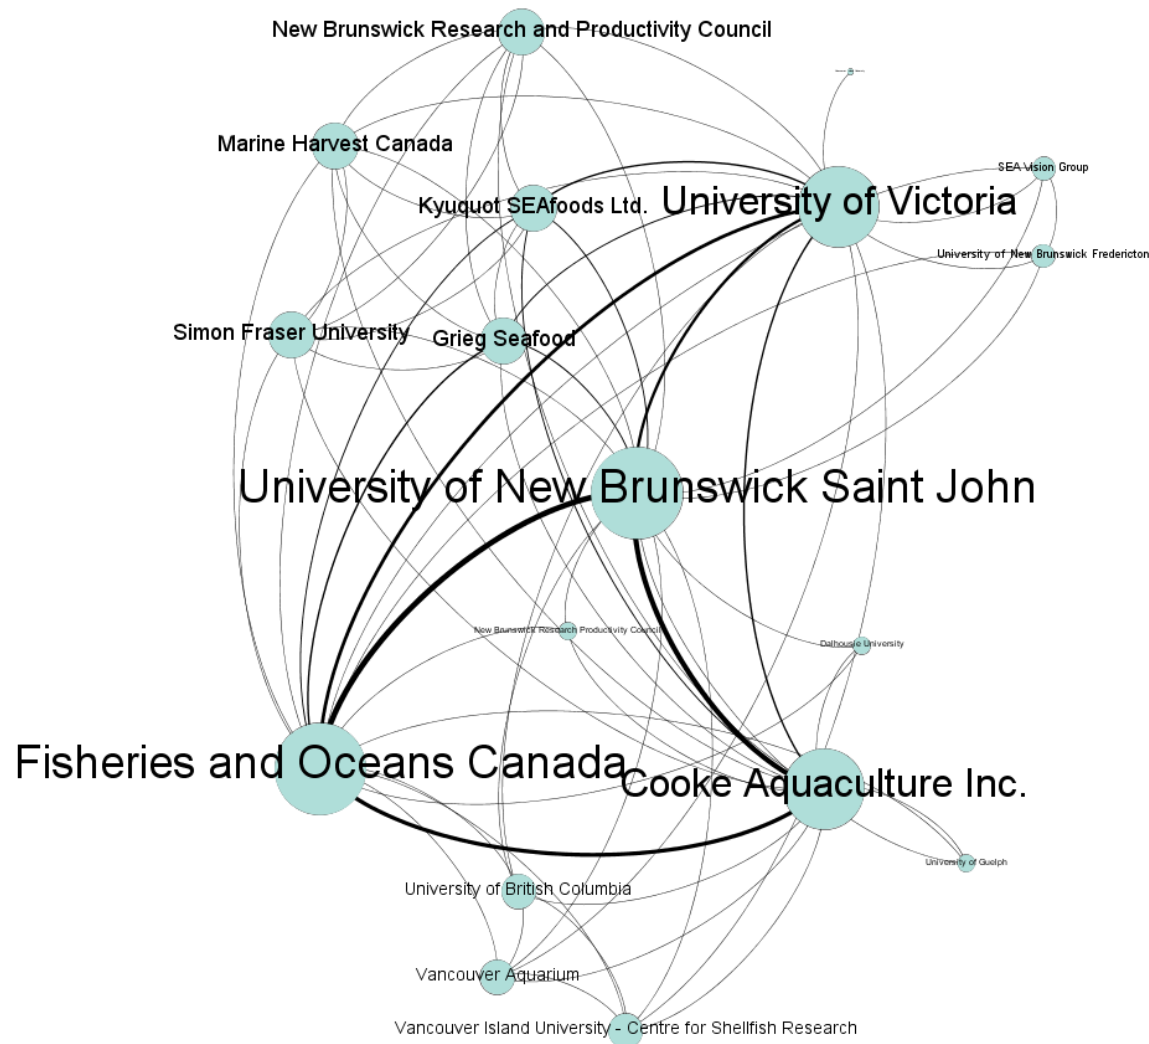 New Brunswick Research and Productivity Council
Marine Harvest Canada
SEA Vision Group
Kyuquot SEAfoods Ltd.
University of Victoria
University of New Brunswick Fredericton
Simon Fraser University
Grieg Seafood
University of New Brunswick Saint John
New Brunswick Research Productivity Council
Dalhousie University
Fisheries and Oceans Canada
Cooke Aquaculture Inc.
University of Guelph
University of British Columbia
Vancouver Aquarium
Vancouver Island University - Centre for Shellfish Research